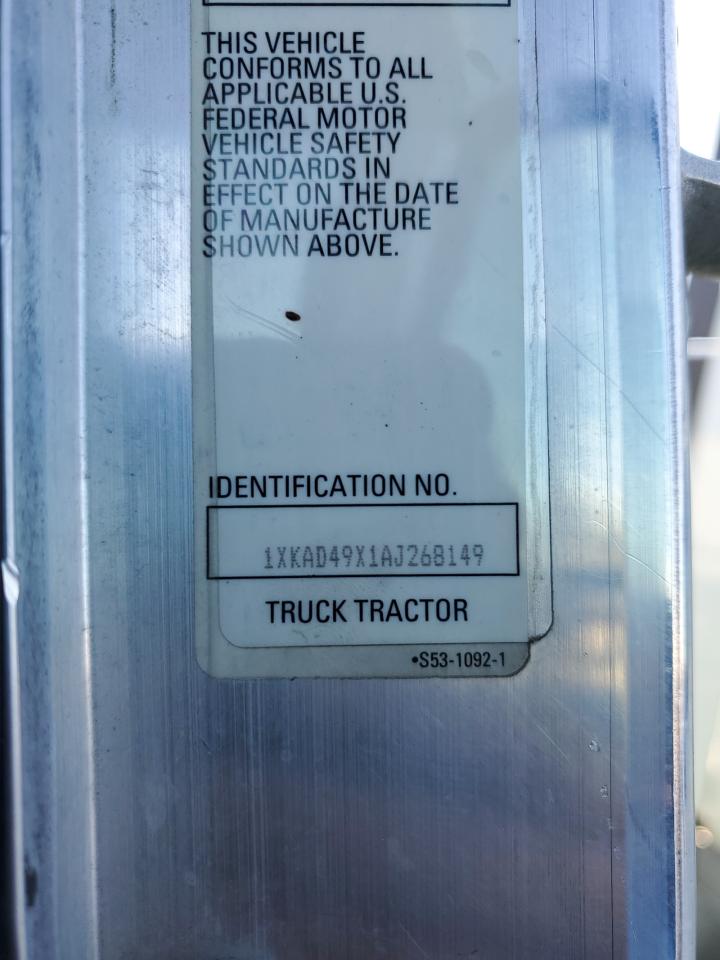 THIS VEHICLE
CONFORMS TO ALL
APPLICABLE U.S.
FEDERAL MOTOR
VEHICLE SAFETY
STANDARDS IN
EFFECT ON THE DATE
OF MANUFACTURE
SHOWN ABOVE.
IDENTIFICATION NO.
1XKAD49X1AJ268149
TRUCK TRACTOR
•S53-1092-1